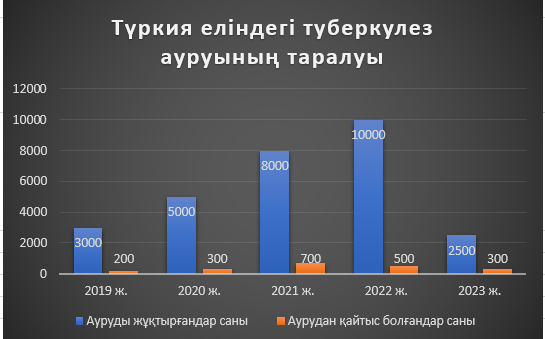 Түркия еліндегі туберкулез
ауруының таралуы
12000
10000
8000
6000
4000
2000
0
3000
200
5000
300
8000
700
10000
500
2500
300
2019 ж.
2020 ж.
2021 ж.
2022 ж.
2023 ж.
Ауруды жұқтырғандар саны
Аурудан қайтыс болғандар саны